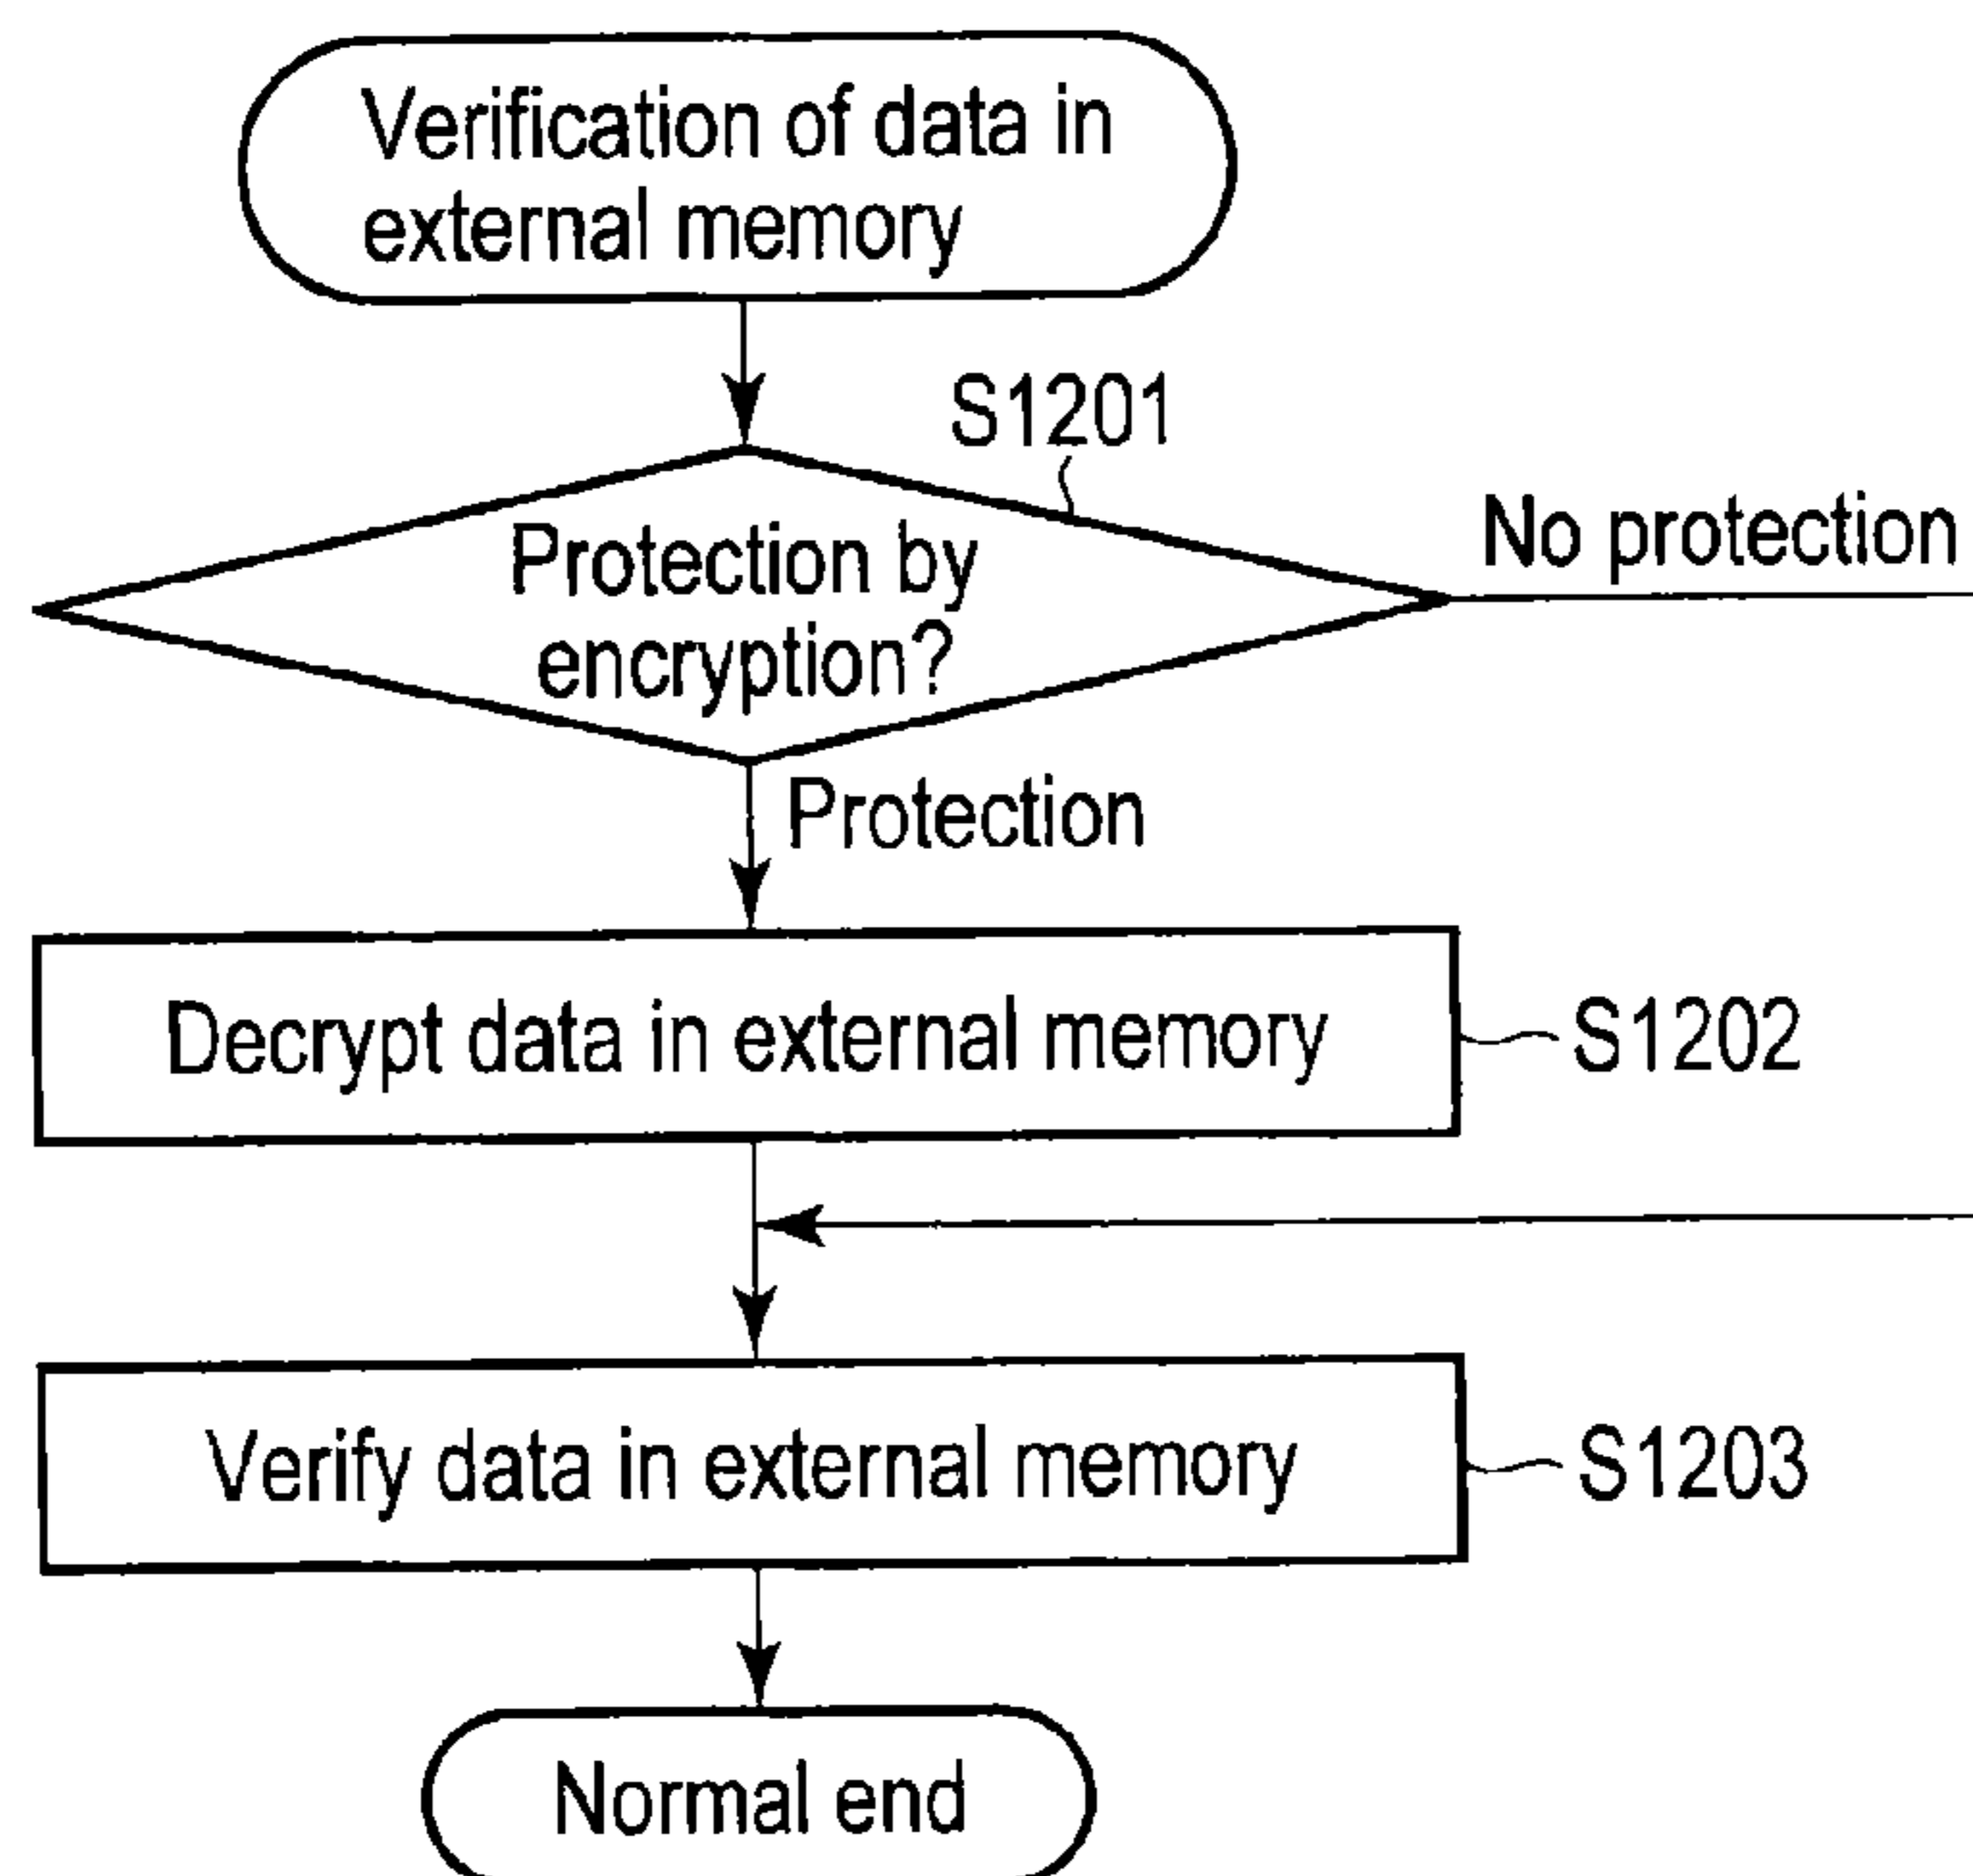 Verification of data in
external memory
S1201
Protection by
encryption?
No protection
Protection
Decrypt data in external memory
S1202
Verify data in external memory
S1203
Normal end